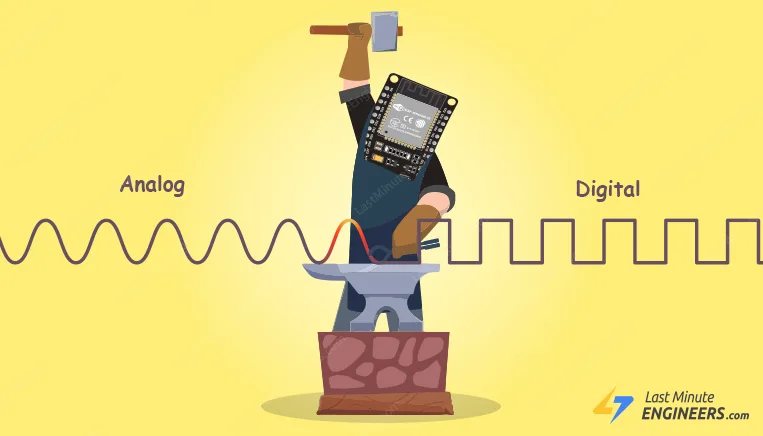 Analog
Digital
Last Minute
ENGINEERS.com